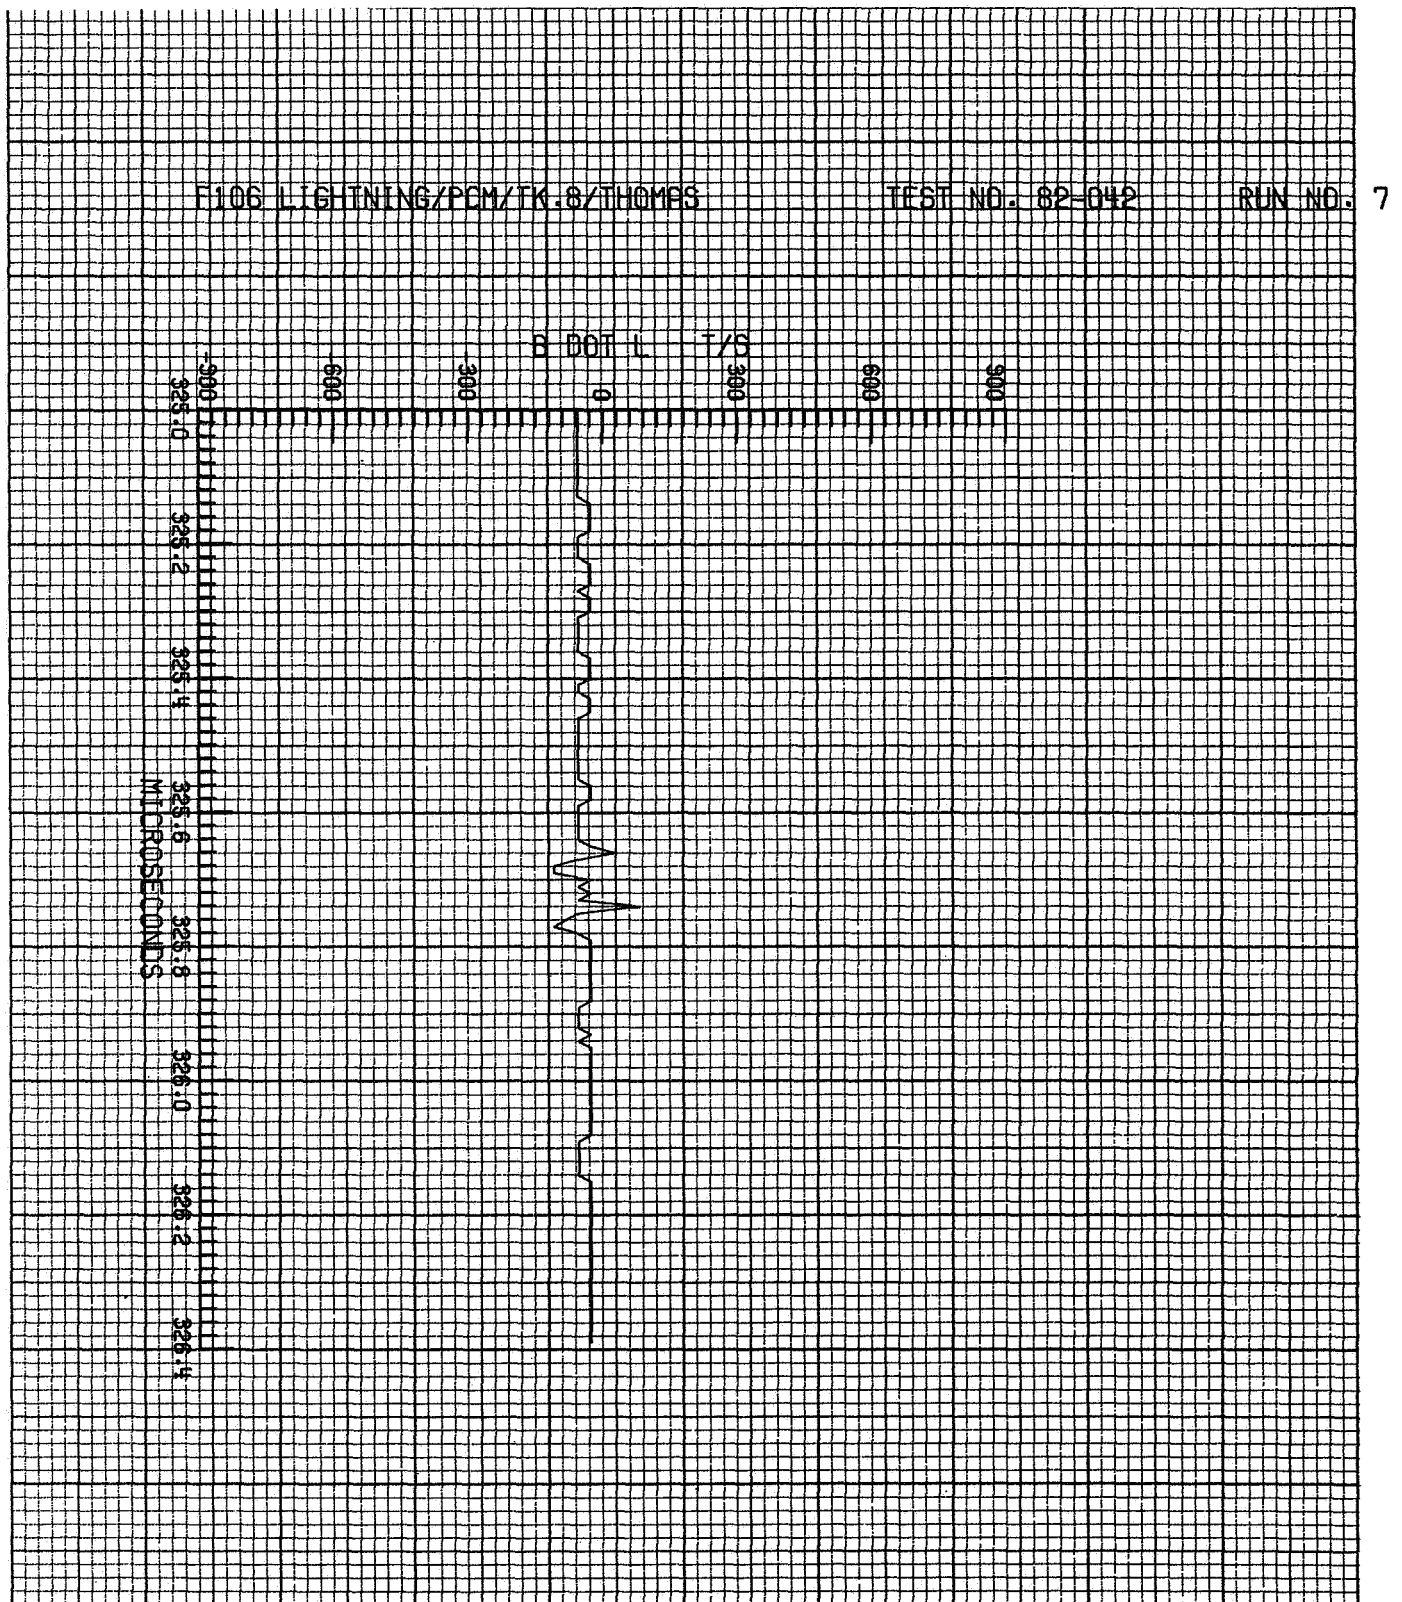 F106 LIGHTNING/PCM/TK.8/THOMAS TEST NO. 82-042 RUN NO. 7
B DOT L T/S
-900 -600 -300 0 300 600 900
325.0
325.2
325.4
325.6
325.8
326.0
326.2
326.4
MICROSECONDS